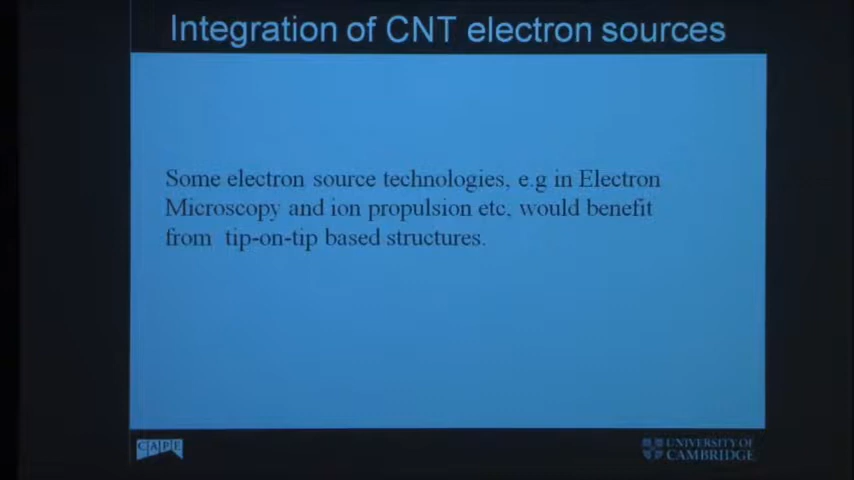 Integration of CNT electron sources
Some electron source technologies, e.g in Electron
Microscopy and ion propulsion etc, would benefit
from tip-on-tip based structures.
CAPE
UNIVERSITY OF
CAMBRIDGE